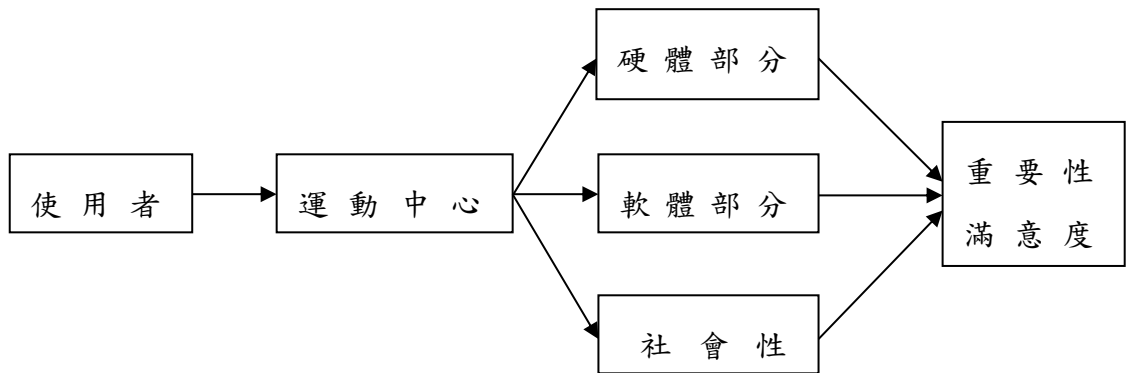 使用者
運動中心
硬體部分
軟體部分
社會性
重要性
滿意度